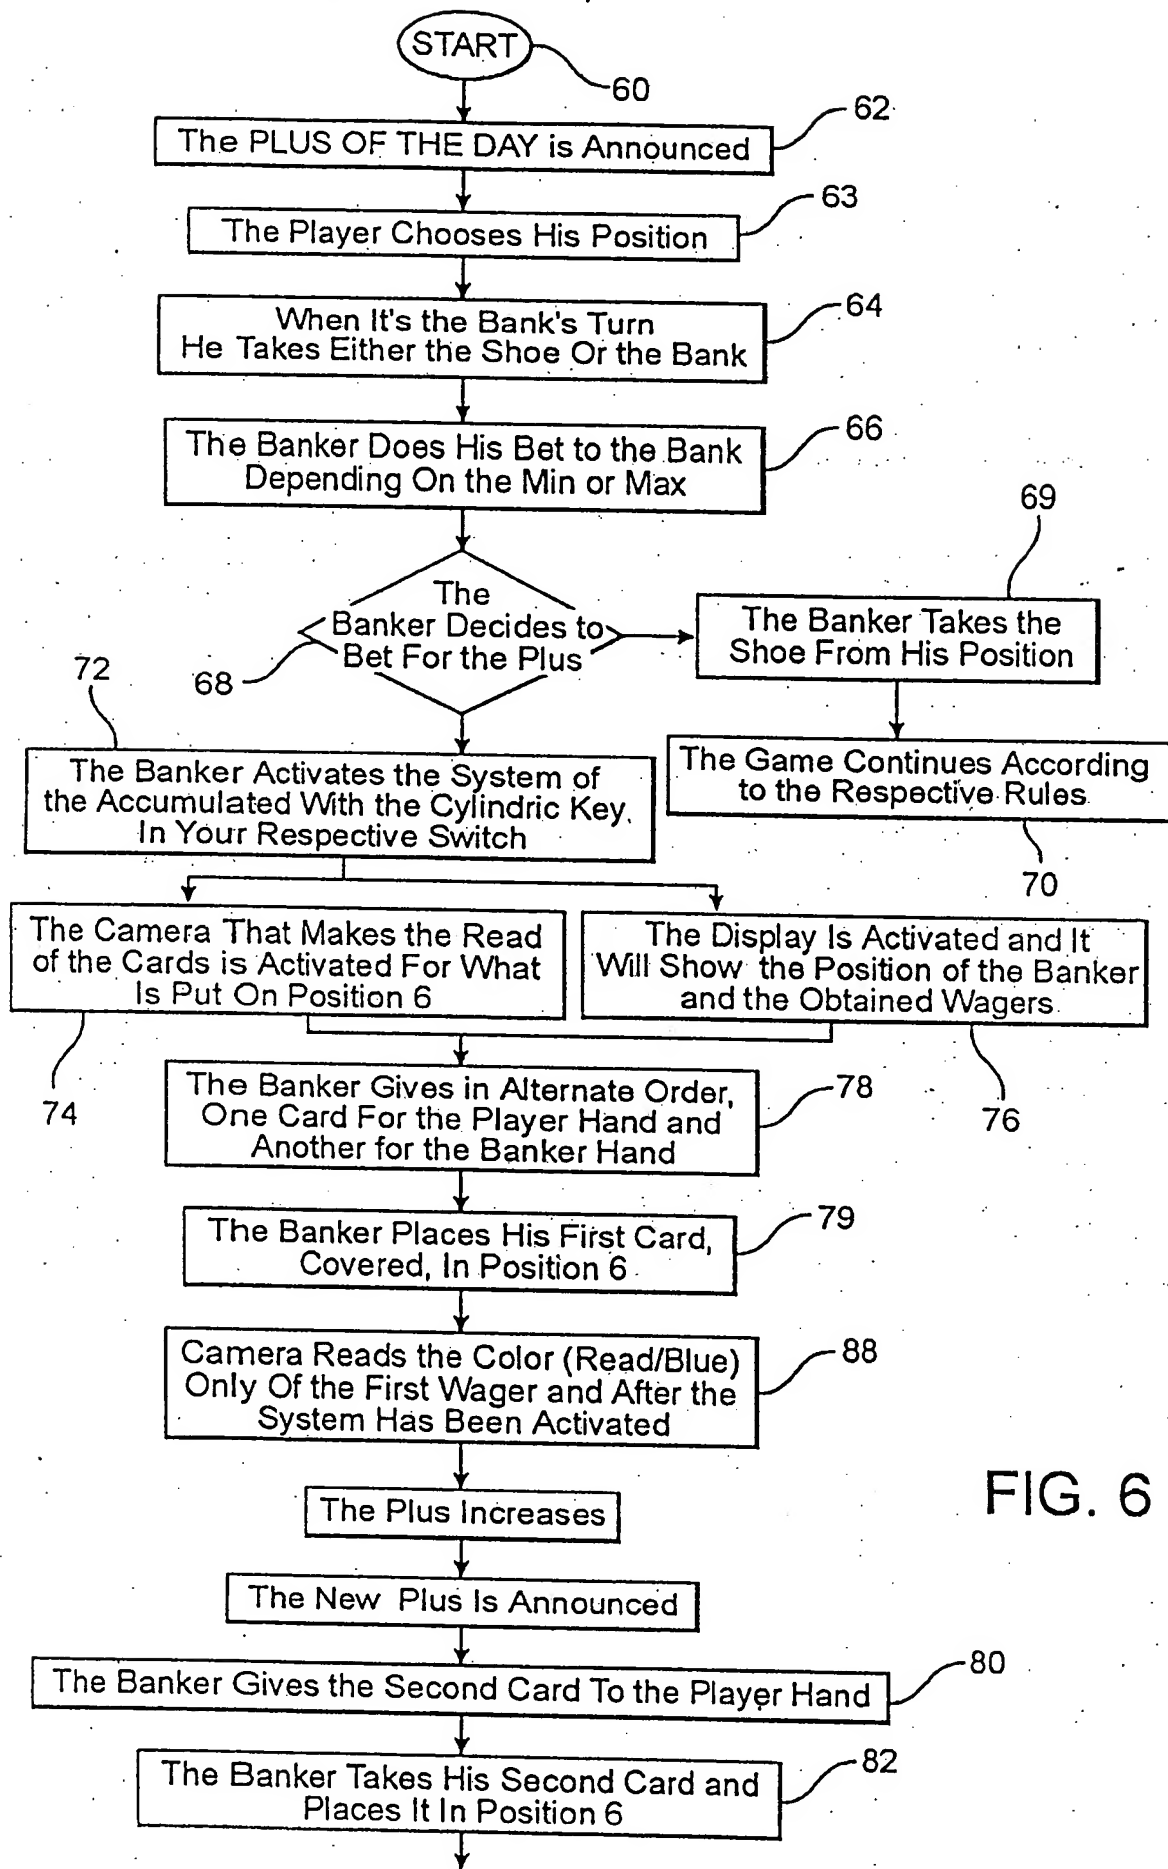 START
60
The PLUS OF THE DAY is Announced
62
The Player Chooses His Position
63
When It's the Bank's Turn
He Takes Either the Shoe Or the Bank
64
The Banker Does His Bet to the Bank
Depending On the Min or Max
66
The
Banker Decides to
Bet For the Plus
68
69
The Banker Takes the
Shoe From His Position
The Game Continues According
to the Respective Rules
70
72
The Banker Activates the System of
the Accumulated With the Cylindric Key,
In Your Respective Switch
The Camera That Makes the Read
of the Cards is Activated For What
Is Put On Position 6
74
The Display Is Activated and It
Will Show the Position of the Banker
and the Obtained Wagers
76
The Banker Gives in Alternate Order,
One Card For the Player Hand and
Another for the Banker Hand
78
The Banker Places His First Card,
Covered, In Position 6
79
Camera Reads the Color (Read/Blue)
Only Of the First Wager and After the
System Has Been Activated
88
The Plus Increases
FIG. 6
The New Plus Is Announced
The Banker Gives the Second Card To the Player Hand
80
The Banker Takes His Second Card and
Places It In Position 6
82